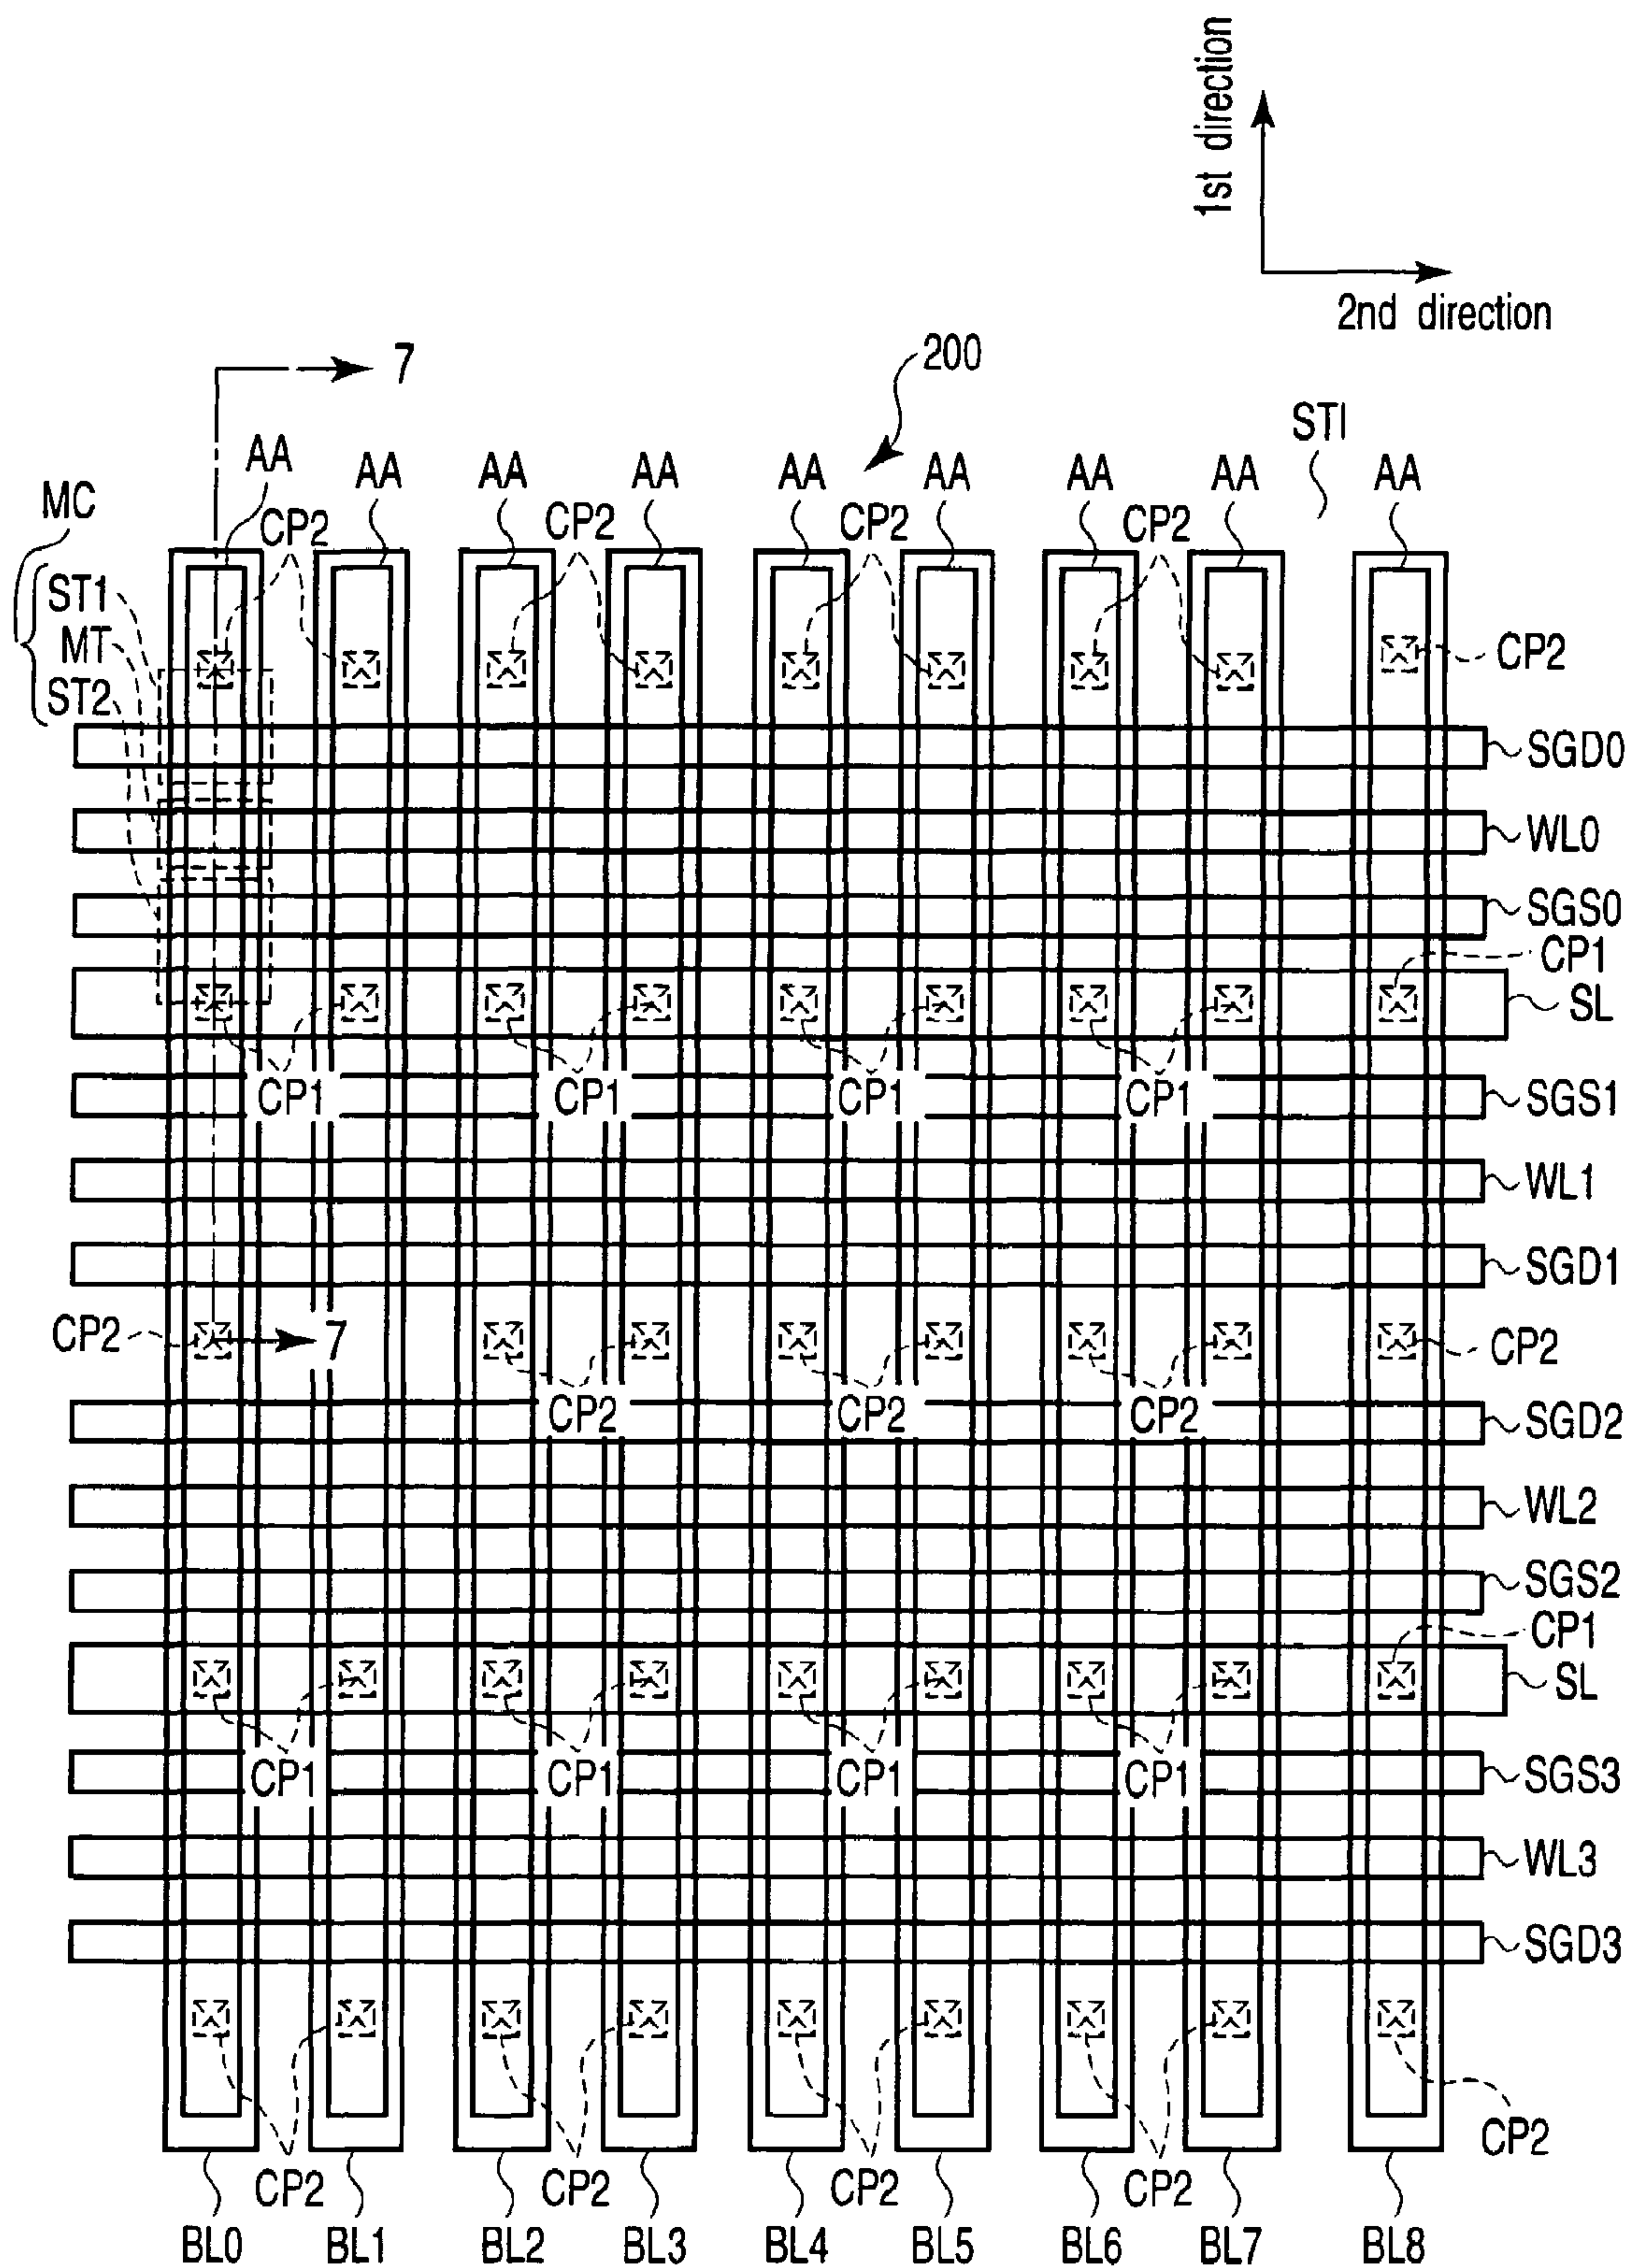 1st direction
2nd direction
7
200
STI
AA
AA
AA
AA
AA
AA
AA
AA
AA
MC
CP2
CP2
CP2
CP2
ST1
MT
ST2
CP2
SGD0
WL0
SGS0
CP1
SL
CP1
CP1
CP1
CP1
SGS1
WL1
SGD1
CP2
7
CP2
CP2
CP2
CP2
SGD2
WL2
SGS2
CP1
SL
CP1
CP1
CP1
CP1
SGS3
WL3
SGD3
CP2
CP2
CP2
CP2
CP2
BL0
BL1
BL2
BL3
BL4
BL5
BL6
BL7
BL8